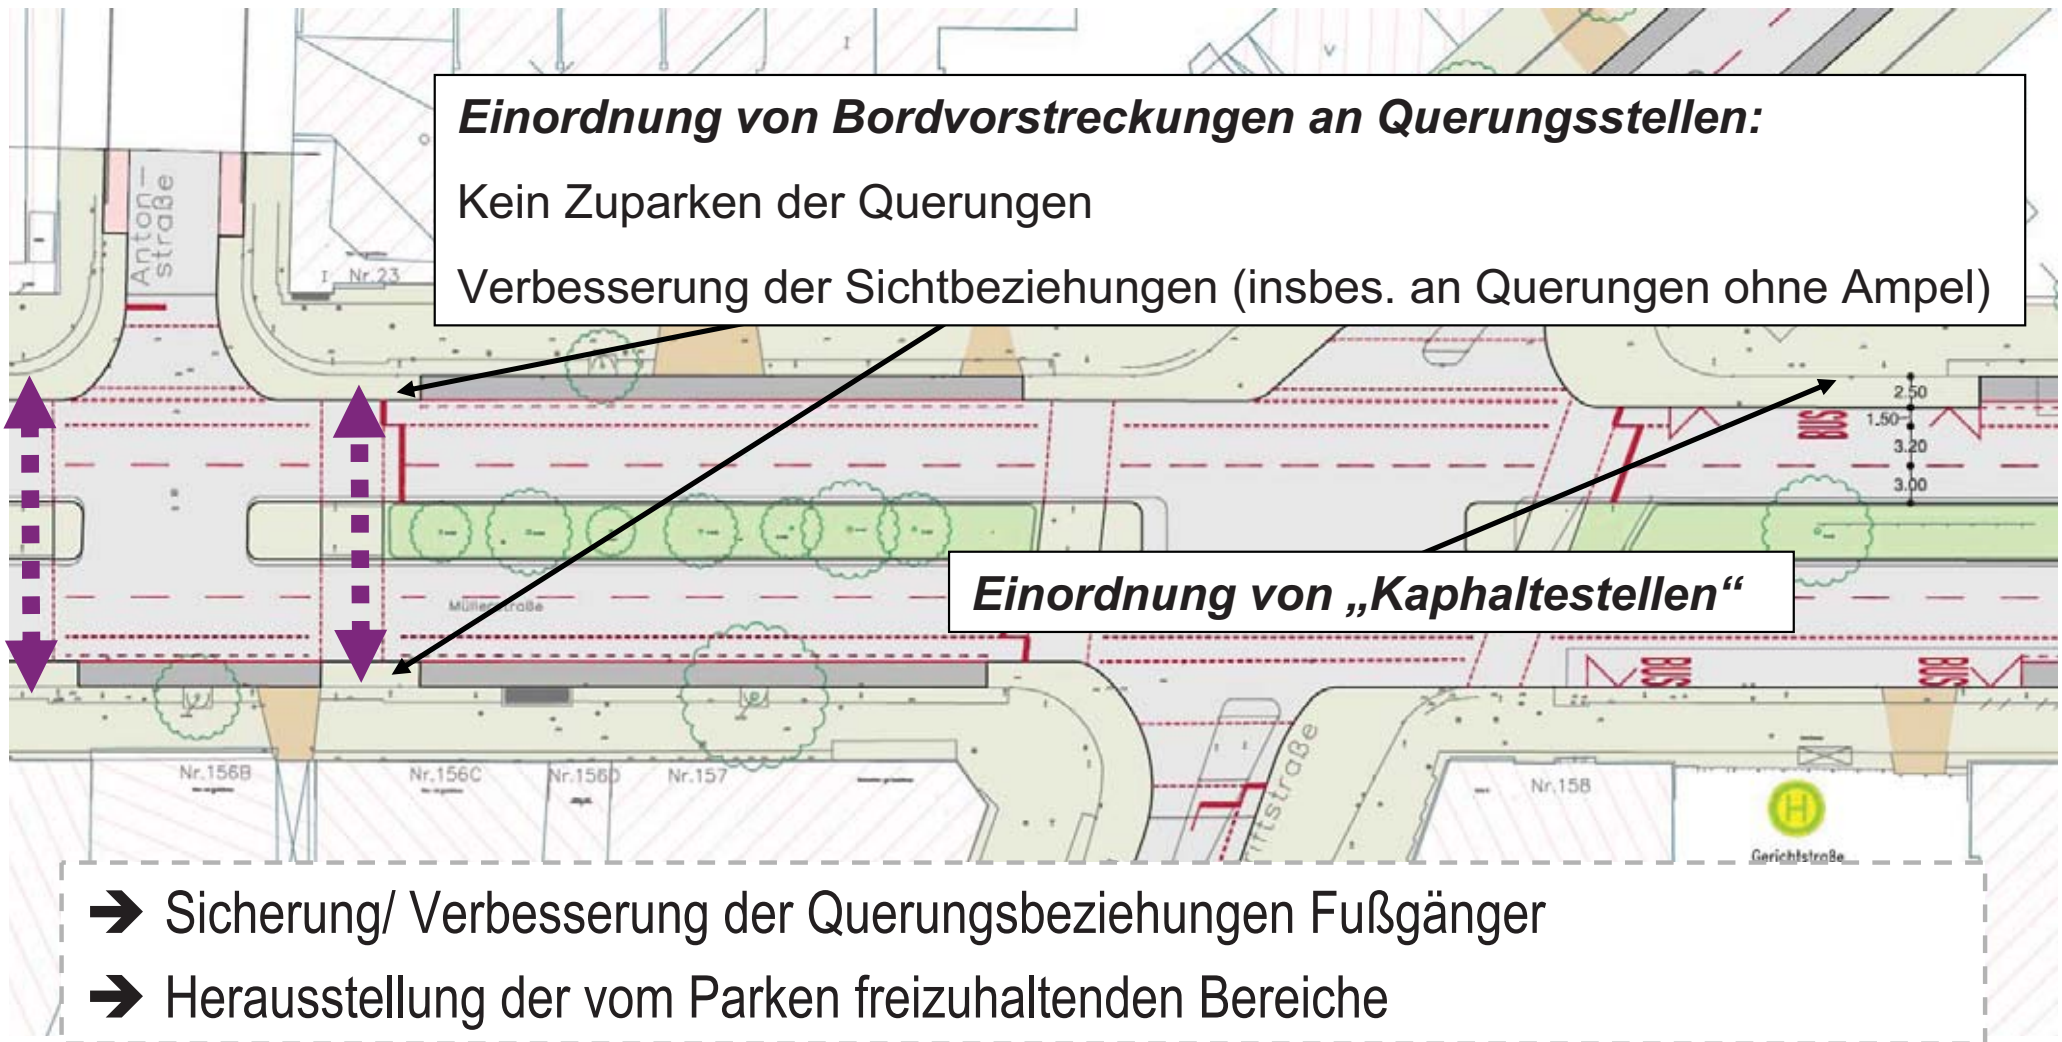 I
V
Einordnung von Bordvorstreckungen an Querungsstellen:
Kein Zuparken der Querungen
Verbesserung der Sichtbeziehungen (insbes. an Querungen ohne Ampel)
Anton-
straße
I Nr.23
2.50
1.50
3.20
3.00
BUS
Einordnung von „Kaphaltestellen“
Müllerstraße
BUS
BUS
Nr.156B
Nr.156C
Nr.156D
Nr.157
Nr.158
H
Gerichtstraße
➔ Sicherung/ Verbesserung der Querungsbeziehungen Fußgänger
➔ Herausstellung der vom Parken freizuhaltenden Bereiche